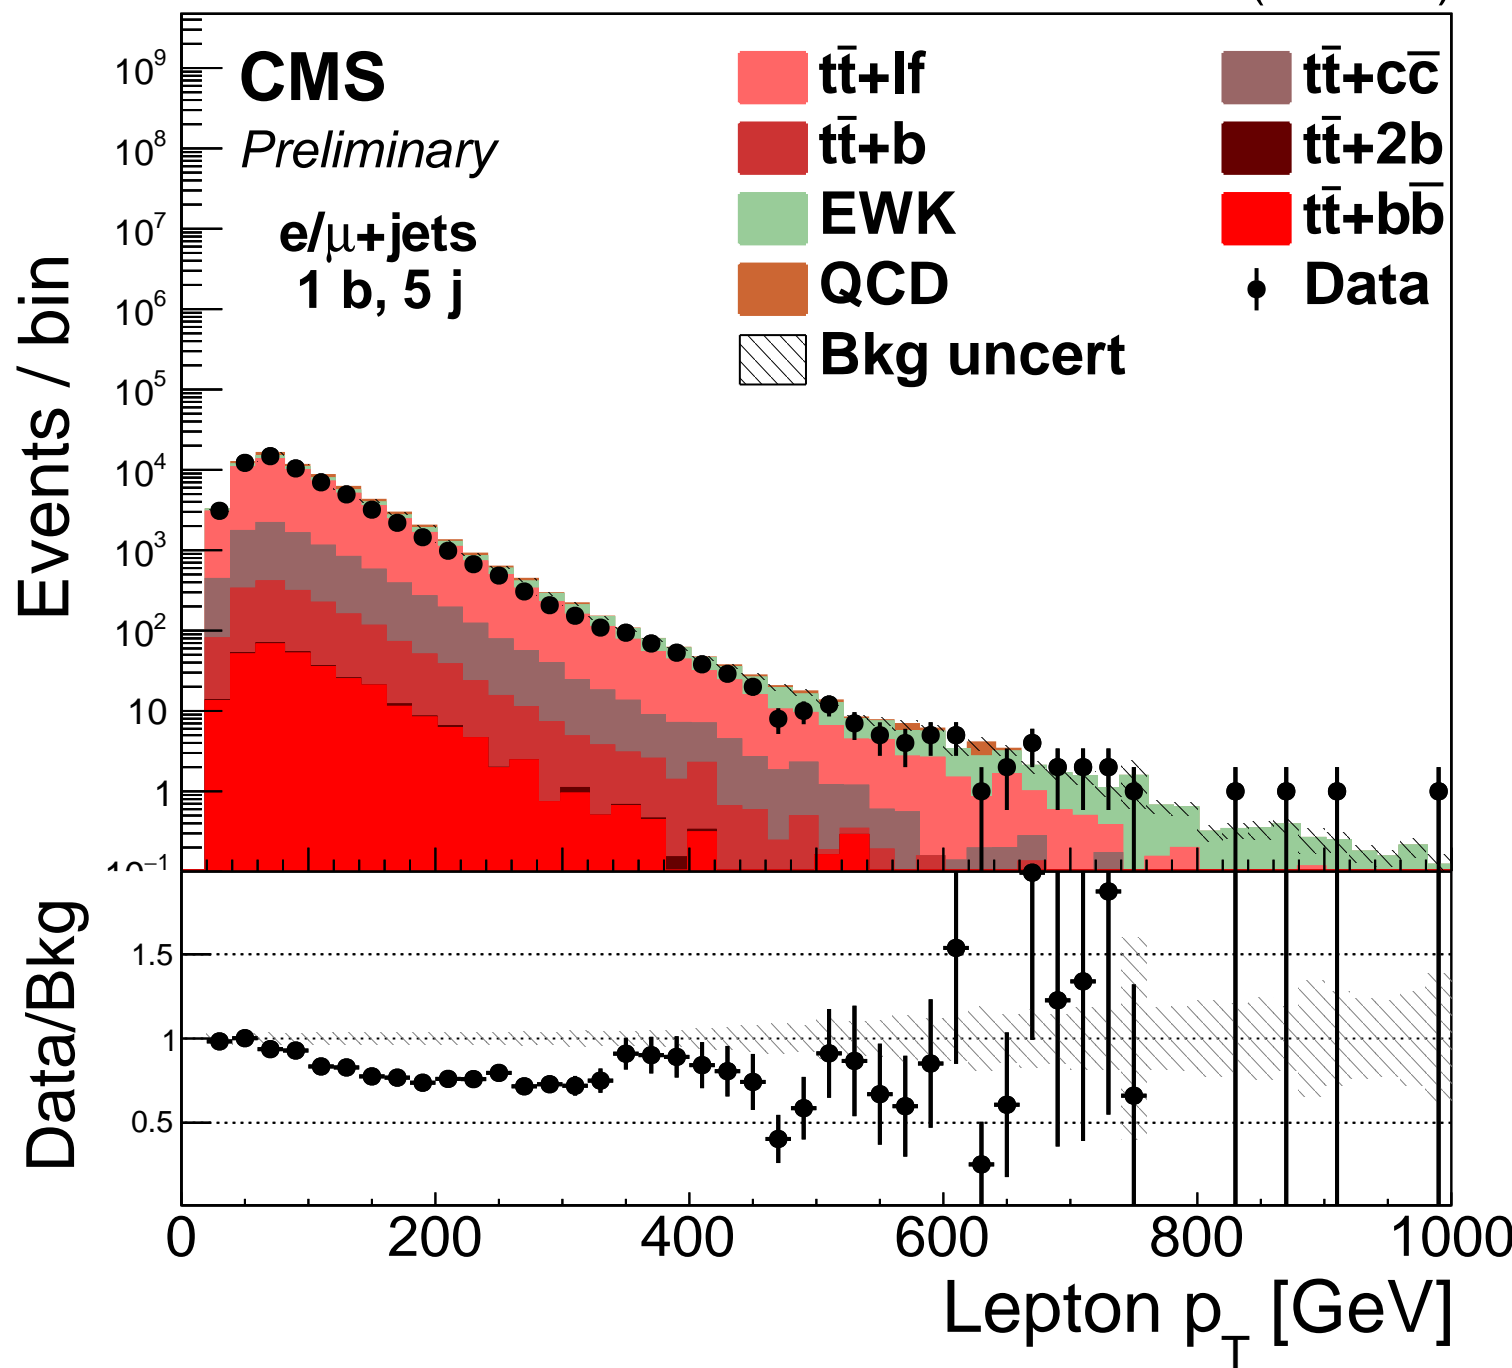 CMS
Preliminary
e/μ+jets
1 b, 5 j
tt̄+lf
tt̄+cc̄
tt̄+b
tt̄+2b
EWK
tt̄+bb̄
QCD
Data
Bkg uncert
Events / bin
10⁹
10⁸
10⁷
10⁶
10⁵
10⁴
10³
10²
10
1
10⁻¹
Data/Bkg
1.5
1
0.5
0 200 400 600 800 1000
Lepton p_T [GeV]